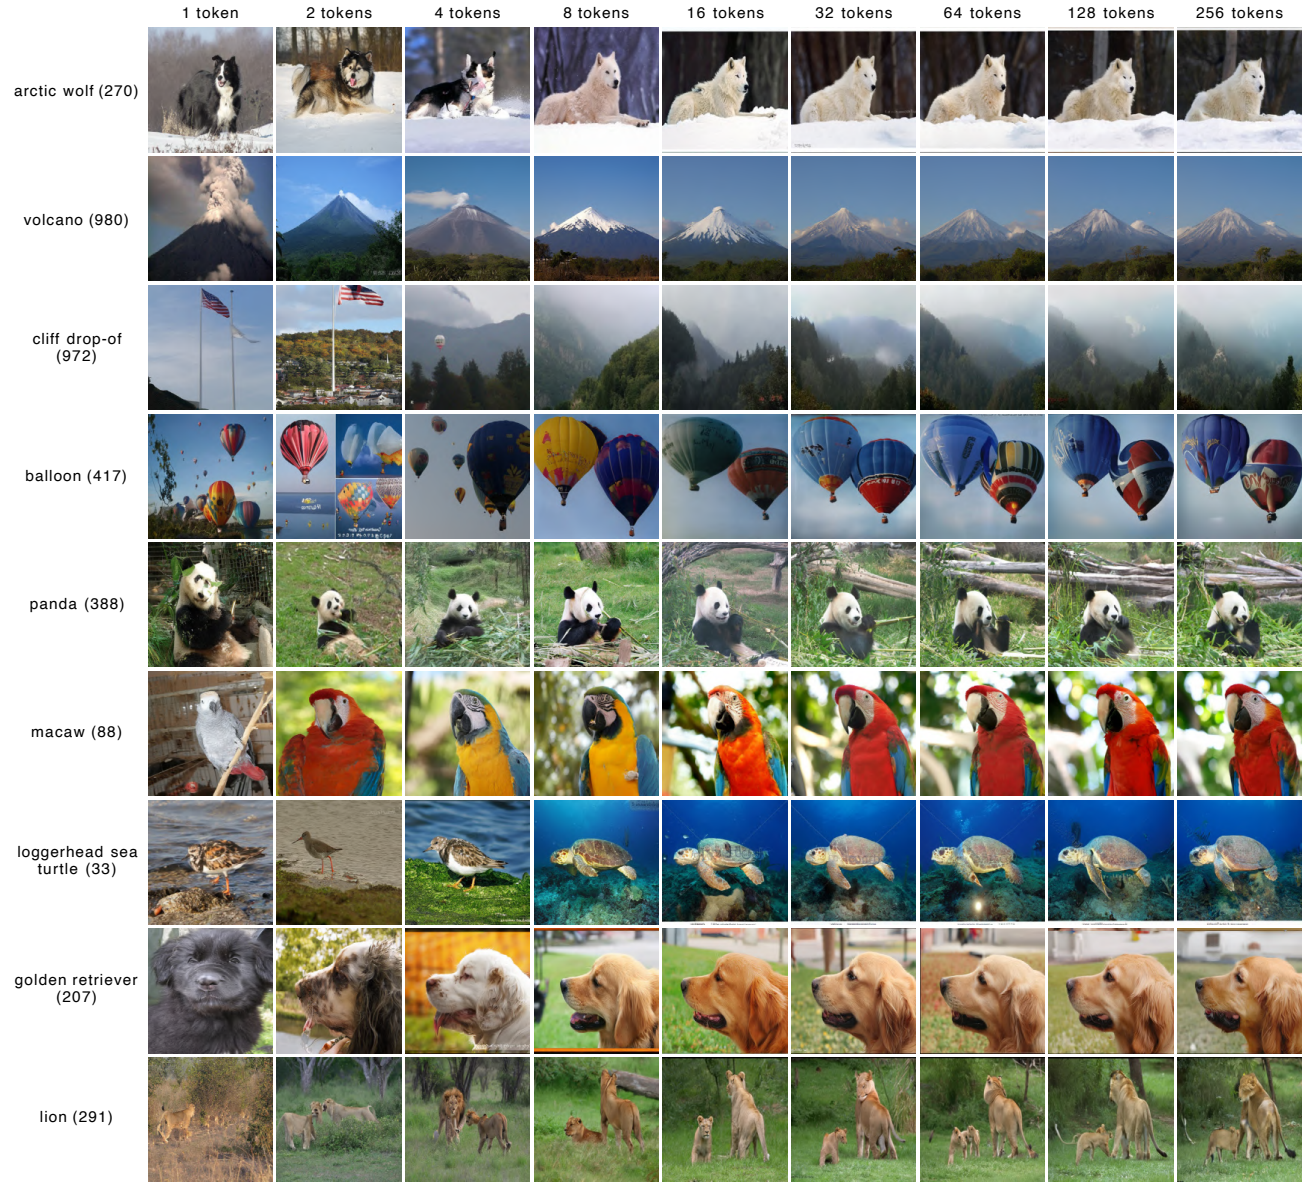 1 token 2 tokens 4 tokens 8 tokens 16 tokens 32 tokens 64 tokens 128 tokens 256 tokens
arctic wolf (270)
volcano (980)
cliff drop-of
(972)
balloon (417)
panda (388)
macaw (88)
loggerhead sea
turtle (33)
golden retriever
(207)
lion (291)